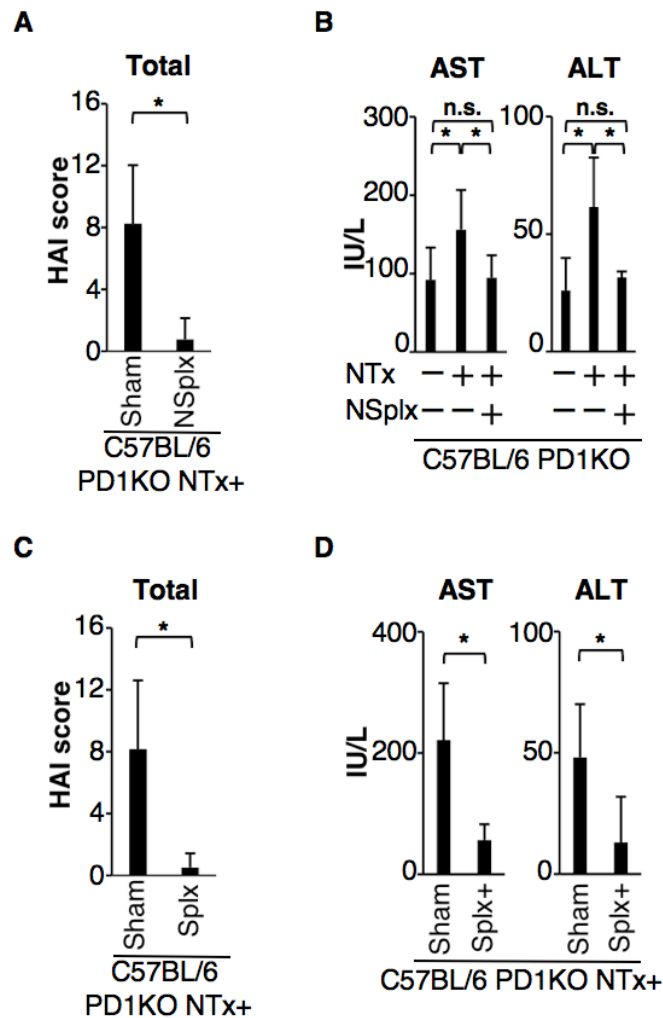 A
Total
HAI score
16
12
8
4
0
*
Sham
NSplx
C57BL/6
PD1KO NTx+
B
AST
ALT
IU/L
300
200
100
0
n.s.
* *
100
50
0
n.s.
* *
NTx − + + − + +
NSplx − − + − − +
C57BL/6 PD1KO
C
Total
HAI score
16
12
8
4
0
*
Sham
Splx
C57BL/6
PD1KO NTx+
D
AST
ALT
IU/L
400
200
0
*
Sham
Splx+
100
50
0
*
Sham
Splx+
C57BL/6 PD1KO NTx+